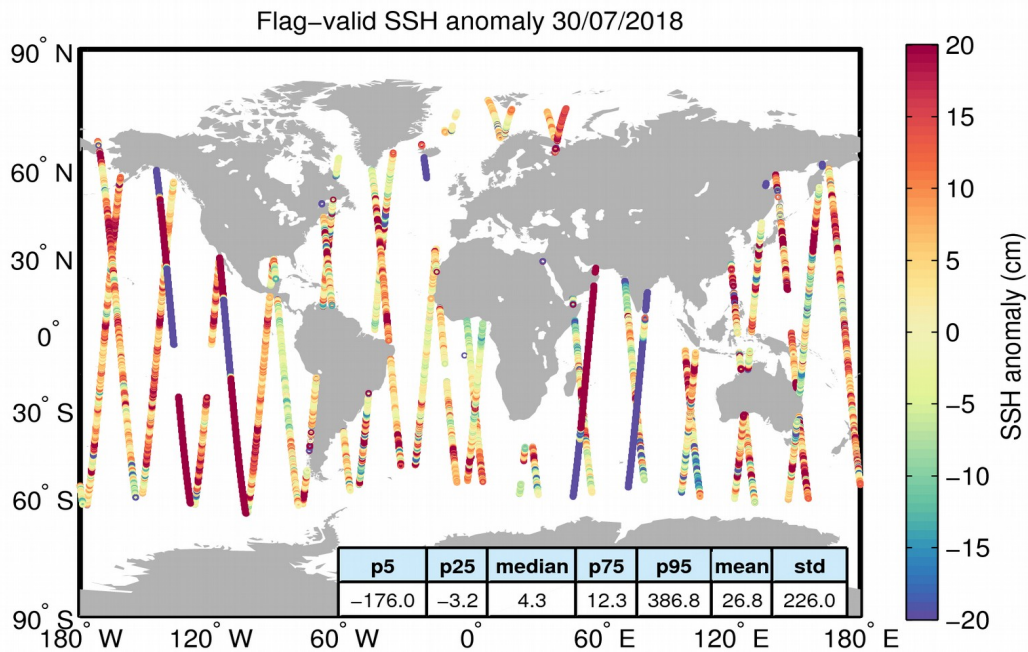 Flag−valid SSH anomaly 30/07/2018
90° N
60° N
30° N
0°
30° S
60° S
90° S
180° W
120° W
60° W
0°
60° E
120° E
180° E
p5 p25 median p75 p95 mean std
−176.0 −3.2 4.3 12.3 386.8 26.8 226.0
20
15
10
5
0
−5
−10
−15
−20
SSH anomaly (cm)